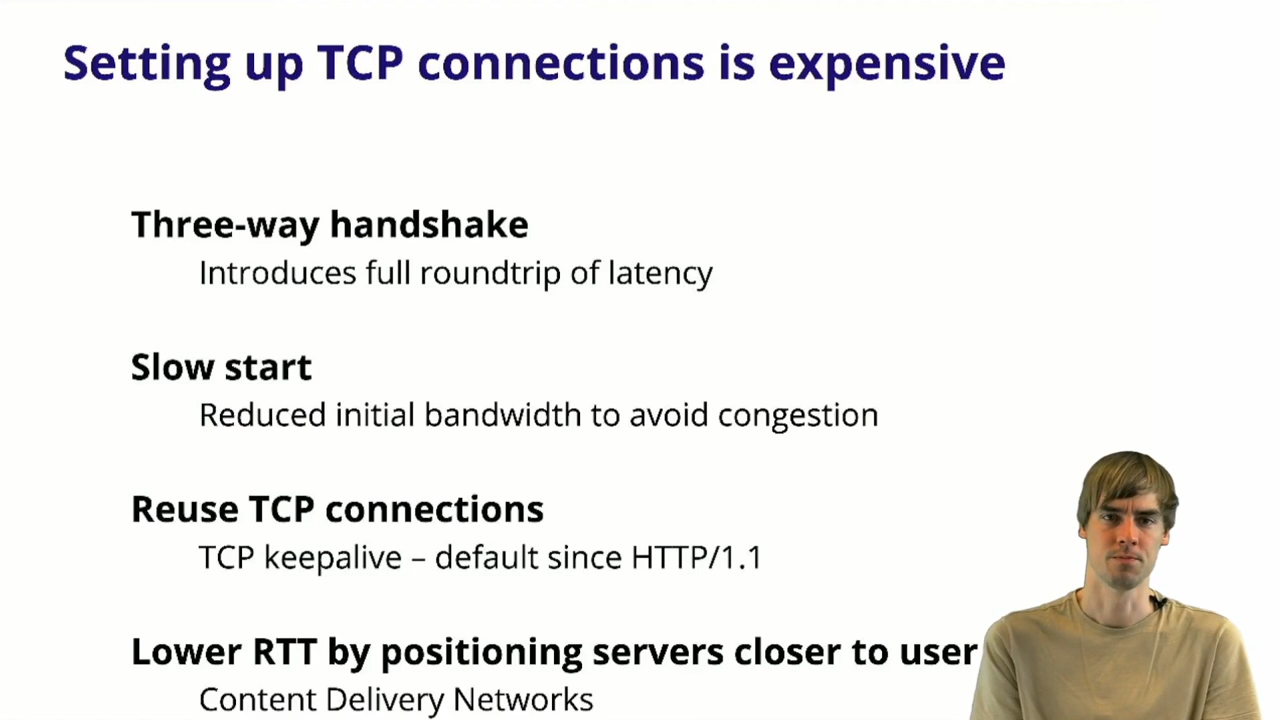 Setting up TCP connections is expensive
Three-way handshake
Introduces full roundtrip of latency
Slow start
Reduced initial bandwidth to avoid congestion
Reuse TCP connections
TCP keepalive – default since HTTP/1.1
Lower RTT by positioning servers closer to user
Content Delivery Networks